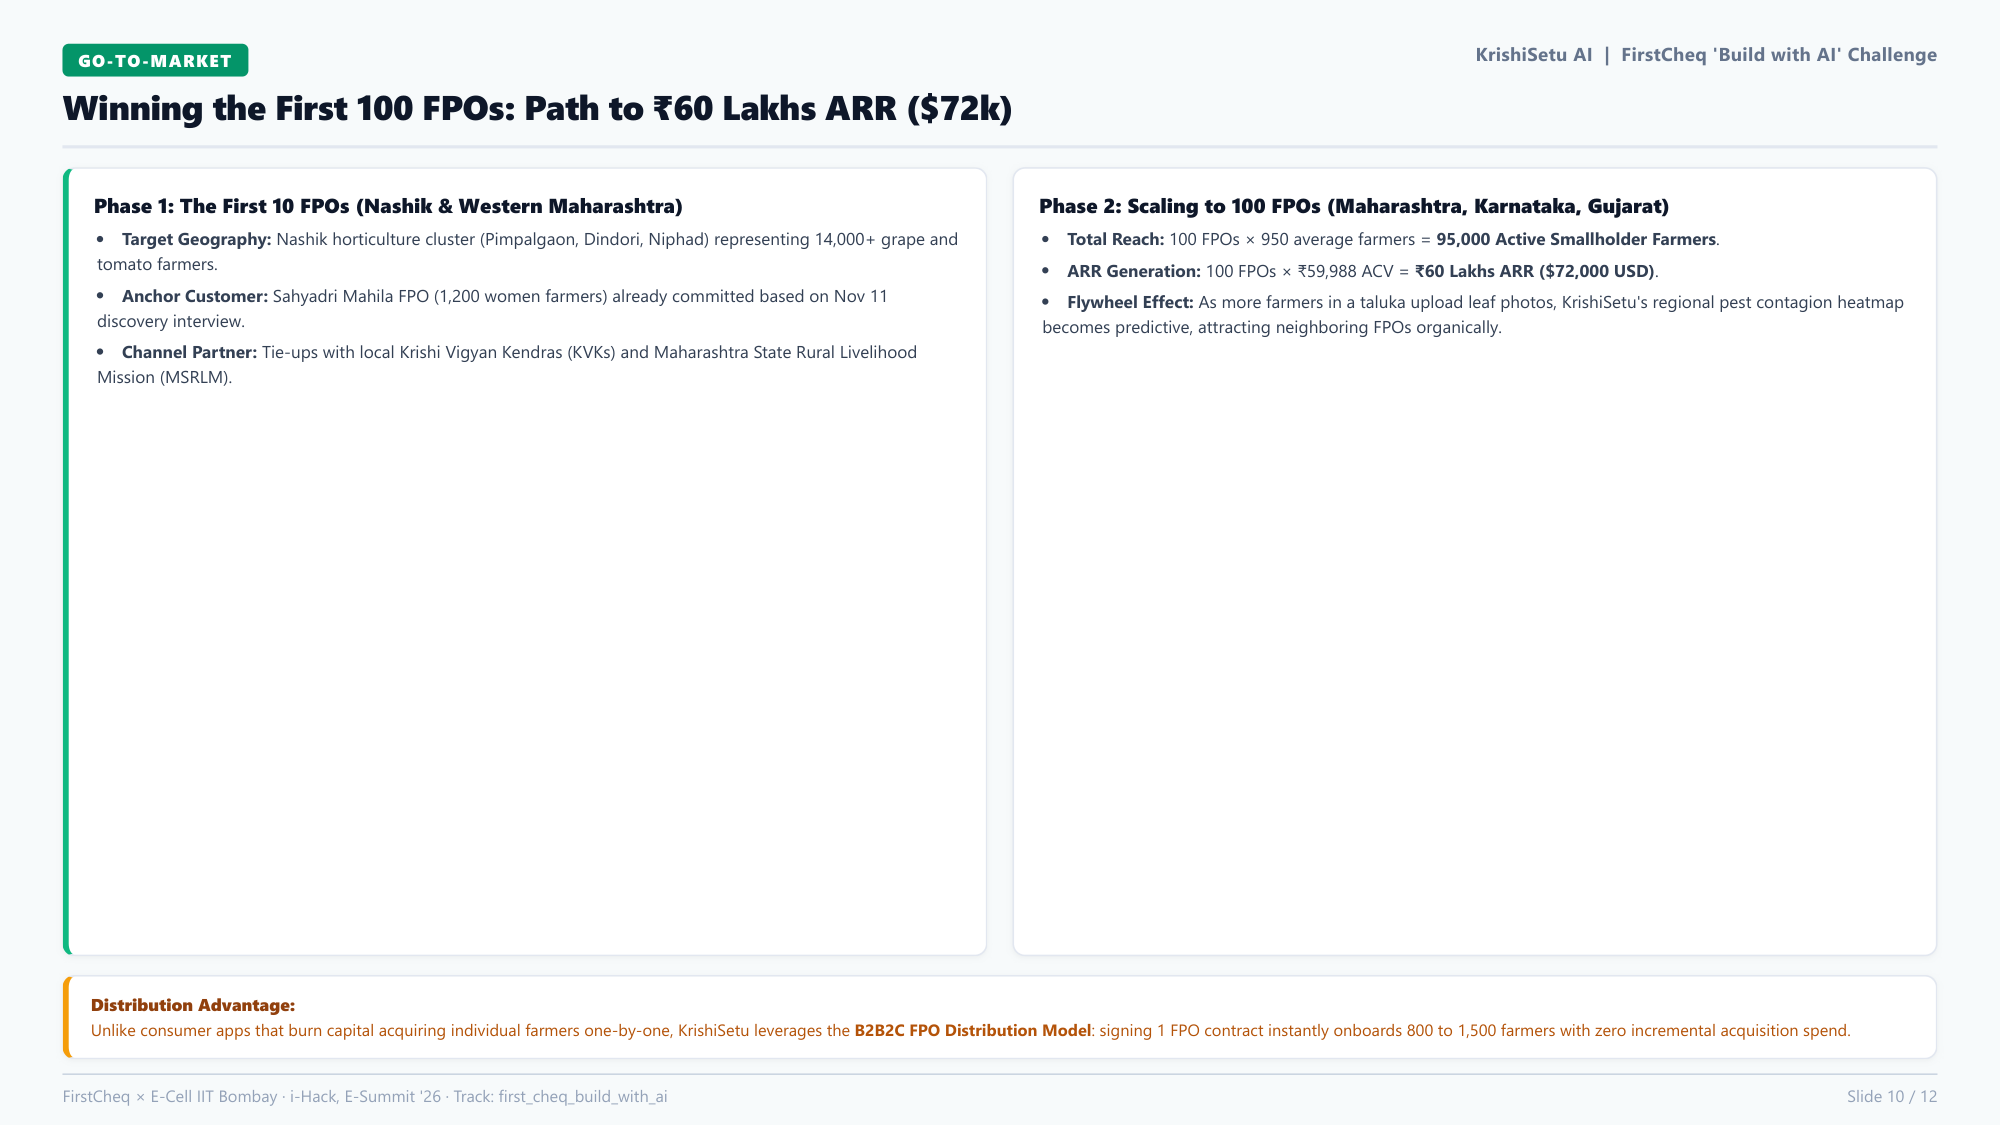 GO-TO-MARKET
KrishiSetu AI | FirstCheq 'Build with AI' Challenge
Winning the First 100 FPOs: Path to ₹60 Lakhs ARR ($72k)
Phase 1: The First 10 FPOs (Nashik & Western Maharashtra)
• Target Geography: Nashik horticulture cluster (Pimpalgaon, Dindori, Niphad) representing 14,000+ grape and
tomato farmers.
• Anchor Customer: Sahyadri Mahila FPO (1,200 women farmers) already committed based on Nov 11
discovery interview.
• Channel Partner: Tie-ups with local Krishi Vigyan Kendras (KVKs) and Maharashtra State Rural Livelihood
Mission (MSRLM).
Phase 2: Scaling to 100 FPOs (Maharashtra, Karnataka, Gujarat)
• Total Reach: 100 FPOs × 950 average farmers = 95,000 Active Smallholder Farmers.
• ARR Generation: 100 FPOs × ₹59,988 ACV = ₹60 Lakhs ARR ($72,000 USD).
• Flywheel Effect: As more farmers in a taluka upload leaf photos, KrishiSetu's regional pest contagion heatmap
becomes predictive, attracting neighboring FPOs organically.
Distribution Advantage:
Unlike consumer apps that burn capital acquiring individual farmers one-by-one, KrishiSetu leverages the B2B2C FPO Distribution Model: signing 1 FPO contract instantly onboards 800 to 1,500 farmers with zero incremental acquisition spend.
FirstCheq × E-Cell IIT Bombay · i-Hack, E-Summit '26 · Track: first_cheq_build_with_ai
Slide 10 / 12